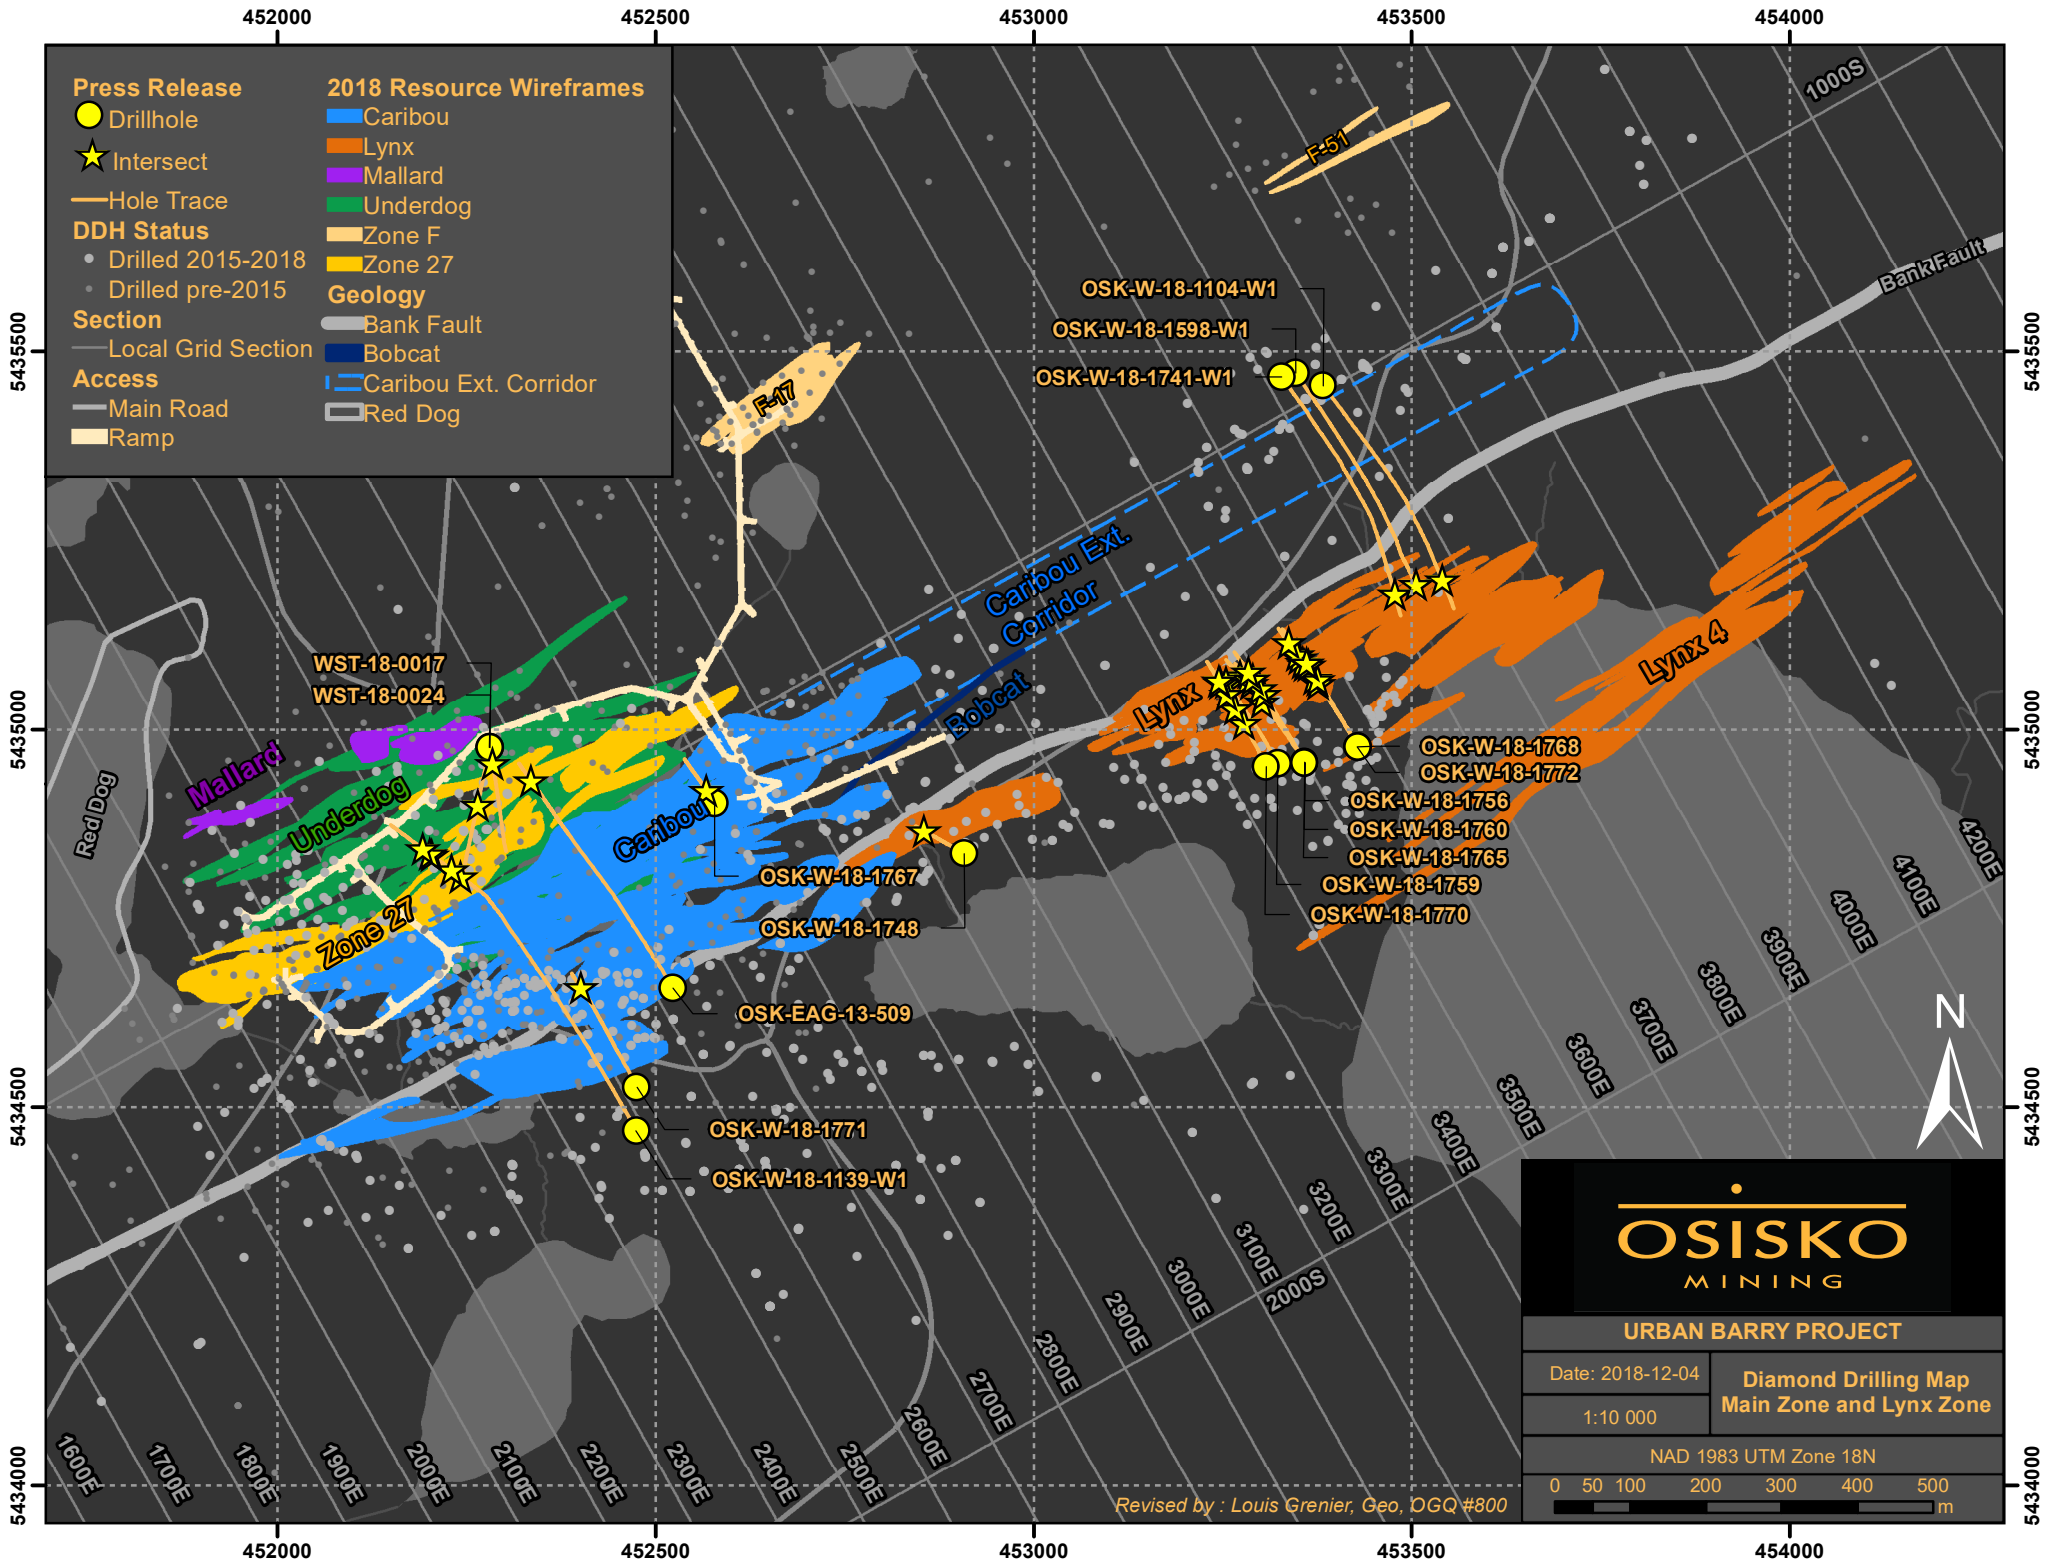 452000
452500
453000
453500
454000
Press Release
Drillhole
Intersect
Hole Trace
DDH Status
Drilled 2015-2018
Drilled pre-2015
Section
Local Grid Section
Access
Main Road
Ramp
2018 Resource Wireframes
Caribou
Lynx
Mallard
Underdog
Zone F
Zone 27
Geology
Bank Fault
Bobcat
Caribou Ext. Corridor
Red Dog
1000S
F-51
Bank Fault
OSK-W-18-1104-W1
OSK-W-18-1598-W1
OSK-W-18-1741-W1
5435500
5435500
F-17
Caribou Ext.
Corridor
WST-18-0017
WST-18-0024
Lynx 4
Lynx
Bobcat
5435000
5435000
Mallard
Underdog
Red Dog
Caribou
Zone 27
OSK-W-18-1768
OSK-W-18-1772
OSK-W-18-1756
OSK-W-18-1760
OSK-W-18-1765
OSK-W-18-1759
OSK-W-18-1770
OSK-W-18-1767
OSK-W-18-1748
OSK-EAG-13-509
OSK-W-18-1771
OSK-W-18-1139-W1
5434500
5434500
4200E
4100E
4000E
3900E
3800E
3700E
3600E
3500E
3400E
3300E
3200E
3100E
3000E
2000S
2900E
2800E
2700E
2600E
1600E
1700E
1800E
1900E
2000E
2100E
2200E
2300E
2400E
2500E
N
OSISKO
MINING
URBAN BARRY PROJECT
Date: 2018-12-04
1:10 000
Diamond Drilling Map
Main Zone and Lynx Zone
NAD 1983 UTM Zone 18N
0 50 100 200 300 400 500
m
Revised by : Louis Grenier, Geo, OGQ #800
5434000
5434000
452000
452500
453000
453500
454000